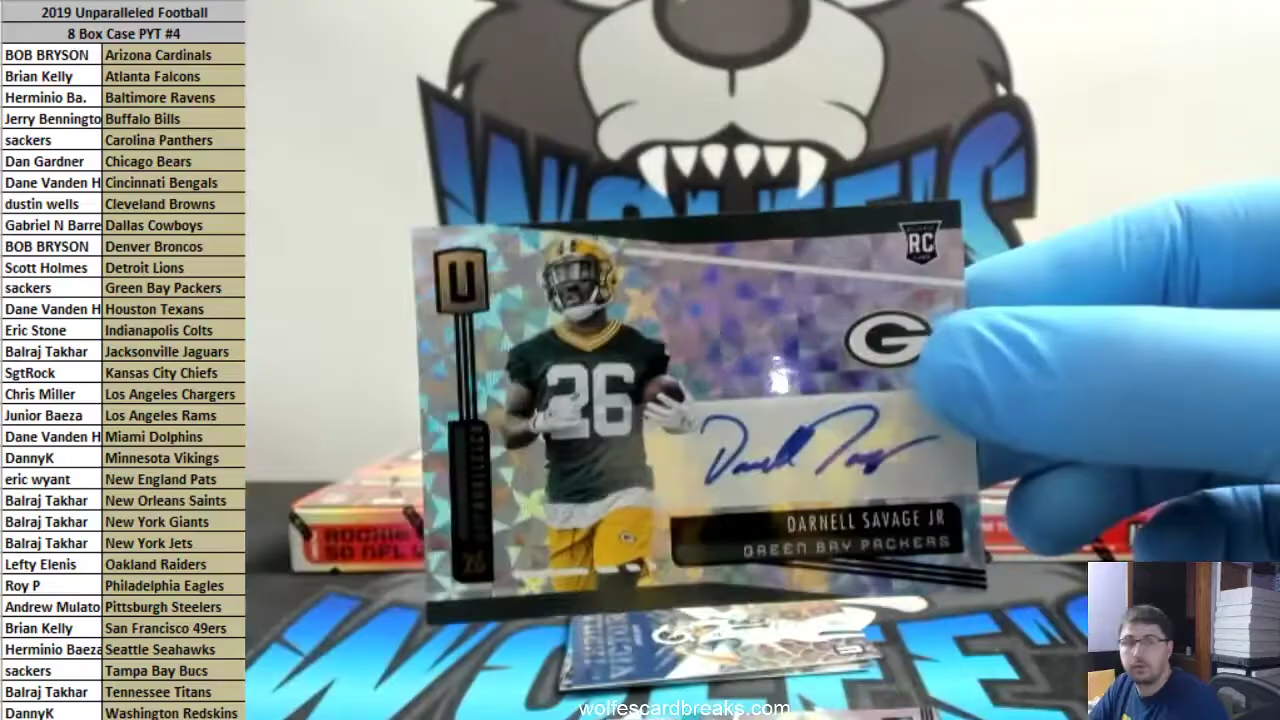 2019 Unparalleled Football
8 Box Case PYT #4
BOB BRYSON Arizona Cardinals
Brian Kelly Atlanta Falcons
Herminio Ba. Baltimore Ravens
Jerry Benningto Buffalo Bills
sackers Carolina Panthers
Dan Gardner Chicago Bears
Dane Vanden H Cincinnati Bengals
dustin wells Cleveland Browns
Gabriel N Barre Dallas Cowboys
BOB BRYSON Denver Broncos
Scott Holmes Detroit Lions
sackers Green Bay Packers
Dane Vanden H Houston Texans
Eric Stone Indianapolis Colts
Balraj Takhar Jacksonville Jaguars
SgtRock Kansas City Chiefs
Chris Miller Los Angeles Chargers
Junior Baeza Los Angeles Rams
Dane Vanden H Miami Dolphins
DannyK Minnesota Vikings
eric wyant New England Pats
Balraj Takhar New Orleans Saints
Balraj Takhar New York Giants
Balraj Takhar New York Jets
Lefty Elenis Oakland Raiders
Roy P Philadelphia Eagles
Andrew Mulato Pittsburgh Steelers
Brian Kelly San Francisco 49ers
Herminio Baeza Seattle Seahawks
sackers Tampa Bay Bucs
Balraj Takhar Tennessee Titans
DannyK Washington Redskins
WOLFE'S
RC
U
G
26
UNPARALLELED
26
DARNELL SAVAGE JR
GREEN BAY PACKERS
ROOKIE
WOLFE'S
wolfescardbreaks.com